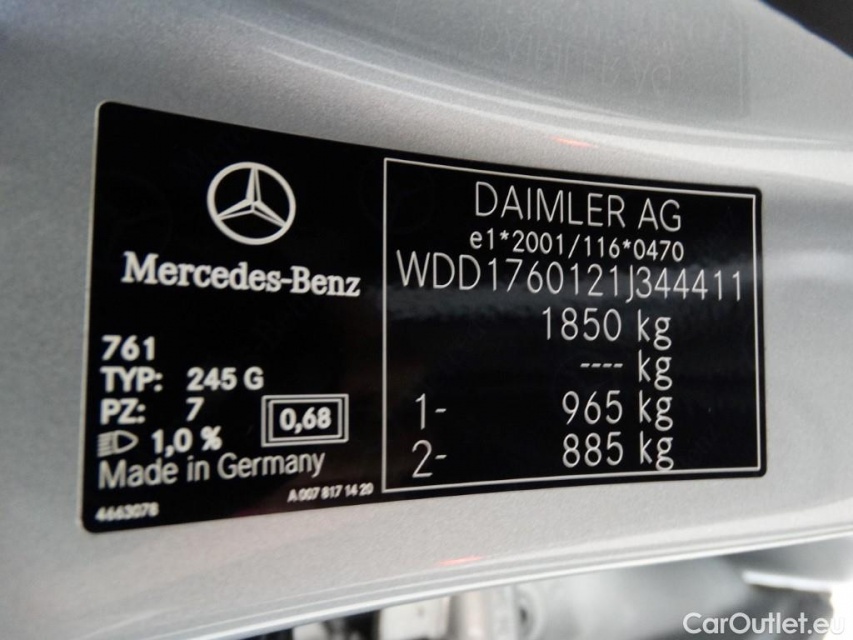 Mercedes-Benz
761
TYP: 245 G
PZ: 7
0,68
1,0 %
Made in Germany
4663078
A 007 817 14 20
DAIMLER AG
e1*2001/116*0470
WDD1760121J344411
1850 kg
---- kg
1- 965 kg
2- 885 kg
CarOutlet.eu